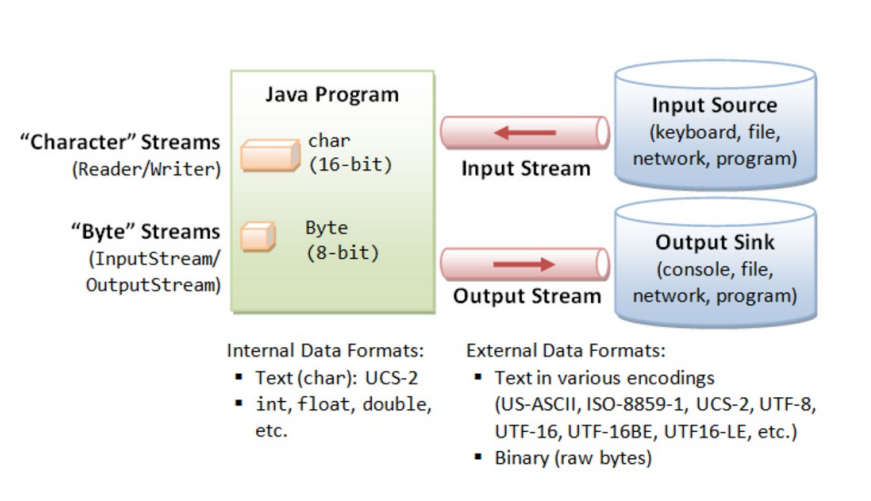 Java Program
“Character” Streams
(Reader/Writer)
char
(16-bit)
“Byte” Streams
(InputStream/
OutputStream)
Byte
(8-bit)
Input Stream
Output Stream
Input Source
(keyboard, file,
network, program)
Output Sink
(console, file,
network, program)
Internal Data Formats:
▪ Text (char): UCS-2
▪ int, float, double,
etc.
External Data Formats:
▪ Text in various encodings
(US-ASCII, ISO-8859-1, UCS-2, UTF-8,
UTF-16, UTF-16BE, UTF16-LE, etc.)
▪ Binary (raw bytes)